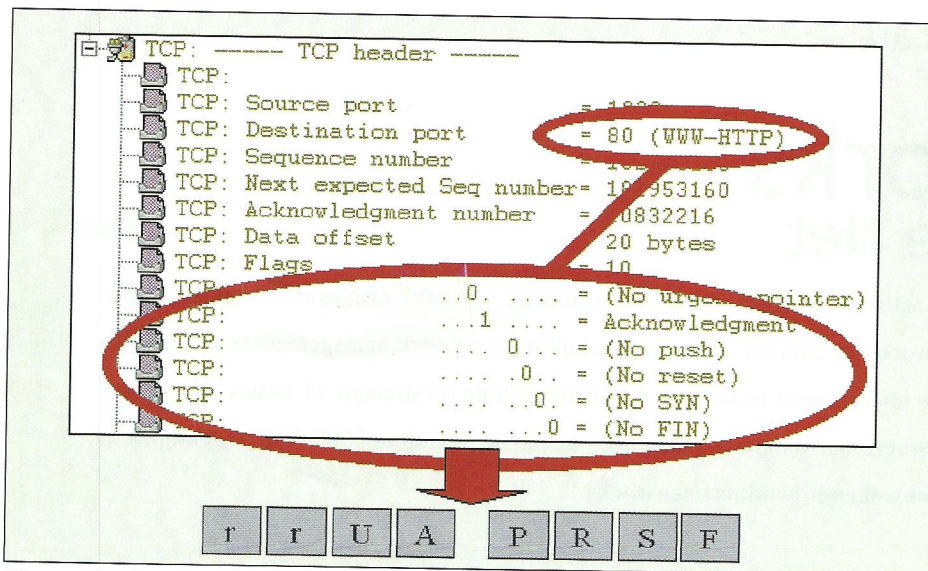 TCP: ----- TCP header -----
TCP:
TCP: Source port =
TCP: Destination port = 80 (WWW-HTTP)
TCP: Sequence number =
TCP: Next expected Seq number= 101953160
TCP: Acknowledgment number =
TCP: Data offset 20 bytes
TCP: Flags = 10
TCP: 0 = (No urgent pointer)
TCP: ...1 .... = Acknowledgment
TCP: .... 0... = (No push)
TCP: .... .0.. = (No reset)
TCP: .... ..0. = (No SYN)
TCP: .... ...0 = (No FIN)
r r U A P R S F